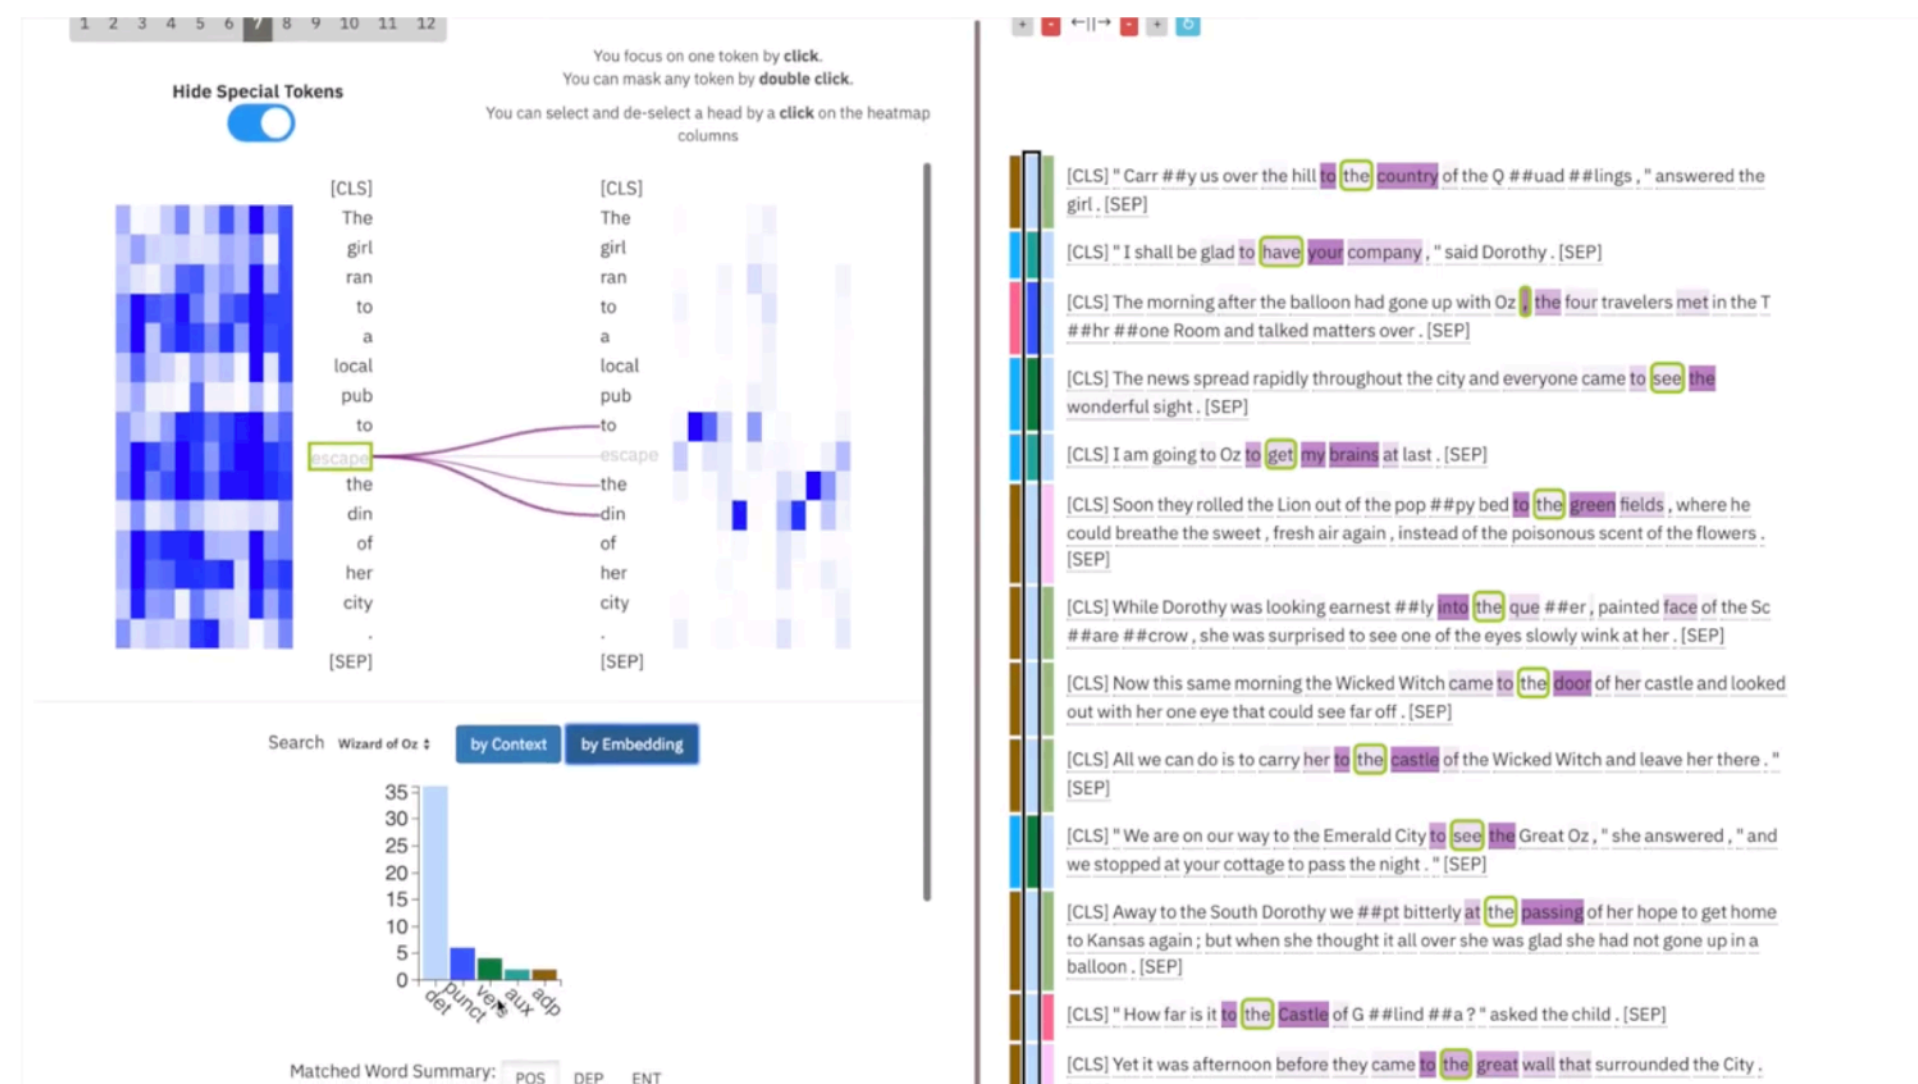 1 2 3 4 5 6 7 8 9 10 11 12
+ - ←||→ - +
You focus on one token by click.
You can mask any token by double click.
Hide Special Tokens
You can select and de-select a head by a click on the heatmap
columns
[CLS] [CLS]
The The
girl girl
ran ran
to to
a a
local local
pub pub
to to
escape escape
the the
din din
of of
her her
city city
. .
[SEP] [SEP]
Search Wizard of Oz by Context by Embedding
35
30
25
20
15
10
5
0
det punct verb aux adp
Matched Word Summary: POS DEP ENT
[CLS] " Carr ##y us over the hill to the country of the Q ##uad ##lings , " answered the
girl . [SEP]
[CLS] " I shall be glad to have your company , " said Dorothy . [SEP]
[CLS] The morning after the balloon had gone up with Oz , the four travelers met in the T
##hr ##one Room and talked matters over . [SEP]
[CLS] The news spread rapidly throughout the city and everyone came to see the
wonderful sight . [SEP]
[CLS] I am going to Oz to get my brains at last . [SEP]
[CLS] Soon they rolled the Lion out of the pop ##py bed to the green fields , where he
could breathe the sweet , fresh air again , instead of the poisonous scent of the flowers .
[SEP]
[CLS] While Dorothy was looking earnest ##ly into the que ##er , painted face of the Sc
##are ##crow , she was surprised to see one of the eyes slowly wink at her . [SEP]
[CLS] Now this same morning the Wicked Witch came to the door of her castle and looked
out with her one eye that could see far off . [SEP]
[CLS] All we can do is to carry her to the castle of the Wicked Witch and leave her there . "
[SEP]
[CLS] " We are on our way to the Emerald City to see the Great Oz , " she answered , " and
we stopped at your cottage to pass the night . " [SEP]
[CLS] Away to the South Dorothy we ##pt bitterly at the passing of her hope to get home
to Kansas again ; but when she thought it all over she was glad she had not gone up in a
balloon . [SEP]
[CLS] " How far is it to the Castle of G ##lind ##a ? " asked the child . [SEP]
[CLS] Yet it was afternoon before they came to the great wall that surrounded the City .